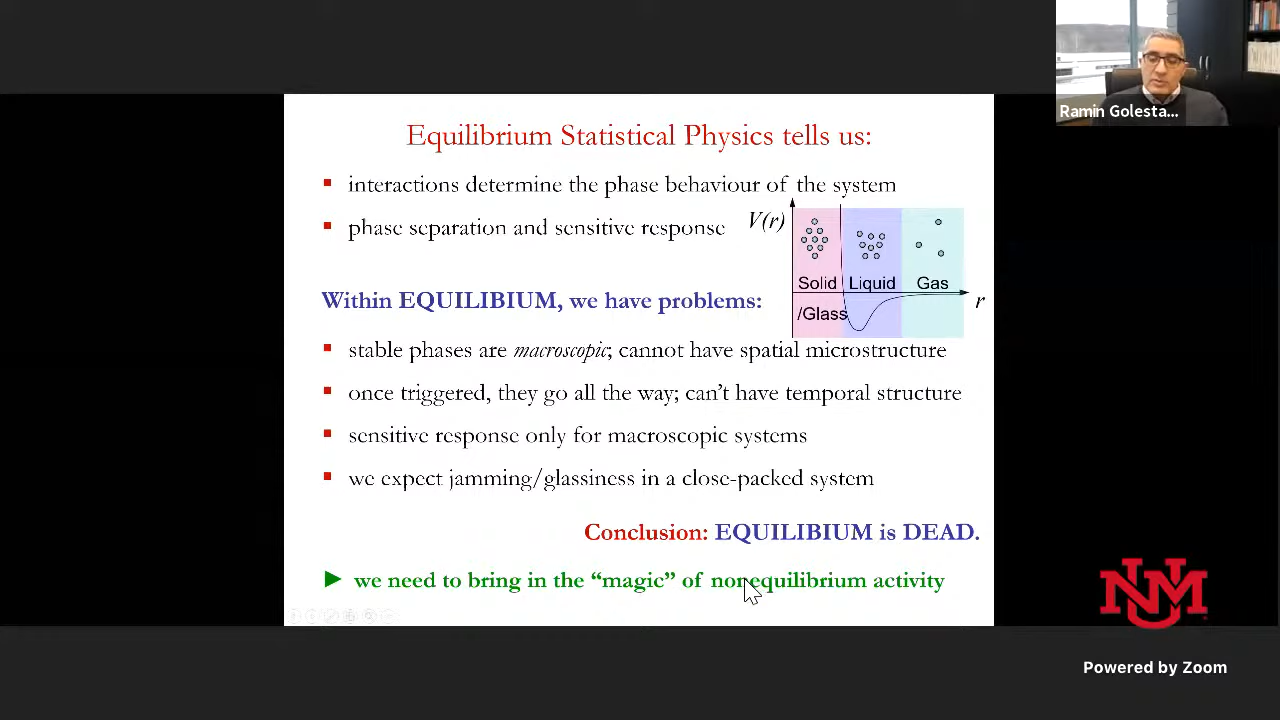 Ramin Golesta...
Equilibrium Statistical Physics tells us:
▪ interactions determine the phase behaviour of the system
▪ phase separation and sensitive response
V(r)
Solid
Liquid
Gas
/Glass
r
Within EQUILIBIUM, we have problems:
▪ stable phases are macroscopic; cannot have spatial microstructure
▪ once triggered, they go all the way; can’t have temporal structure
▪ sensitive response only for macroscopic systems
▪ we expect jamming/glassiness in a close-packed system
Conclusion: EQUILIBIUM is DEAD.
► we need to bring in the “magic” of nonequilibrium activity
UNM
Powered by Zoom